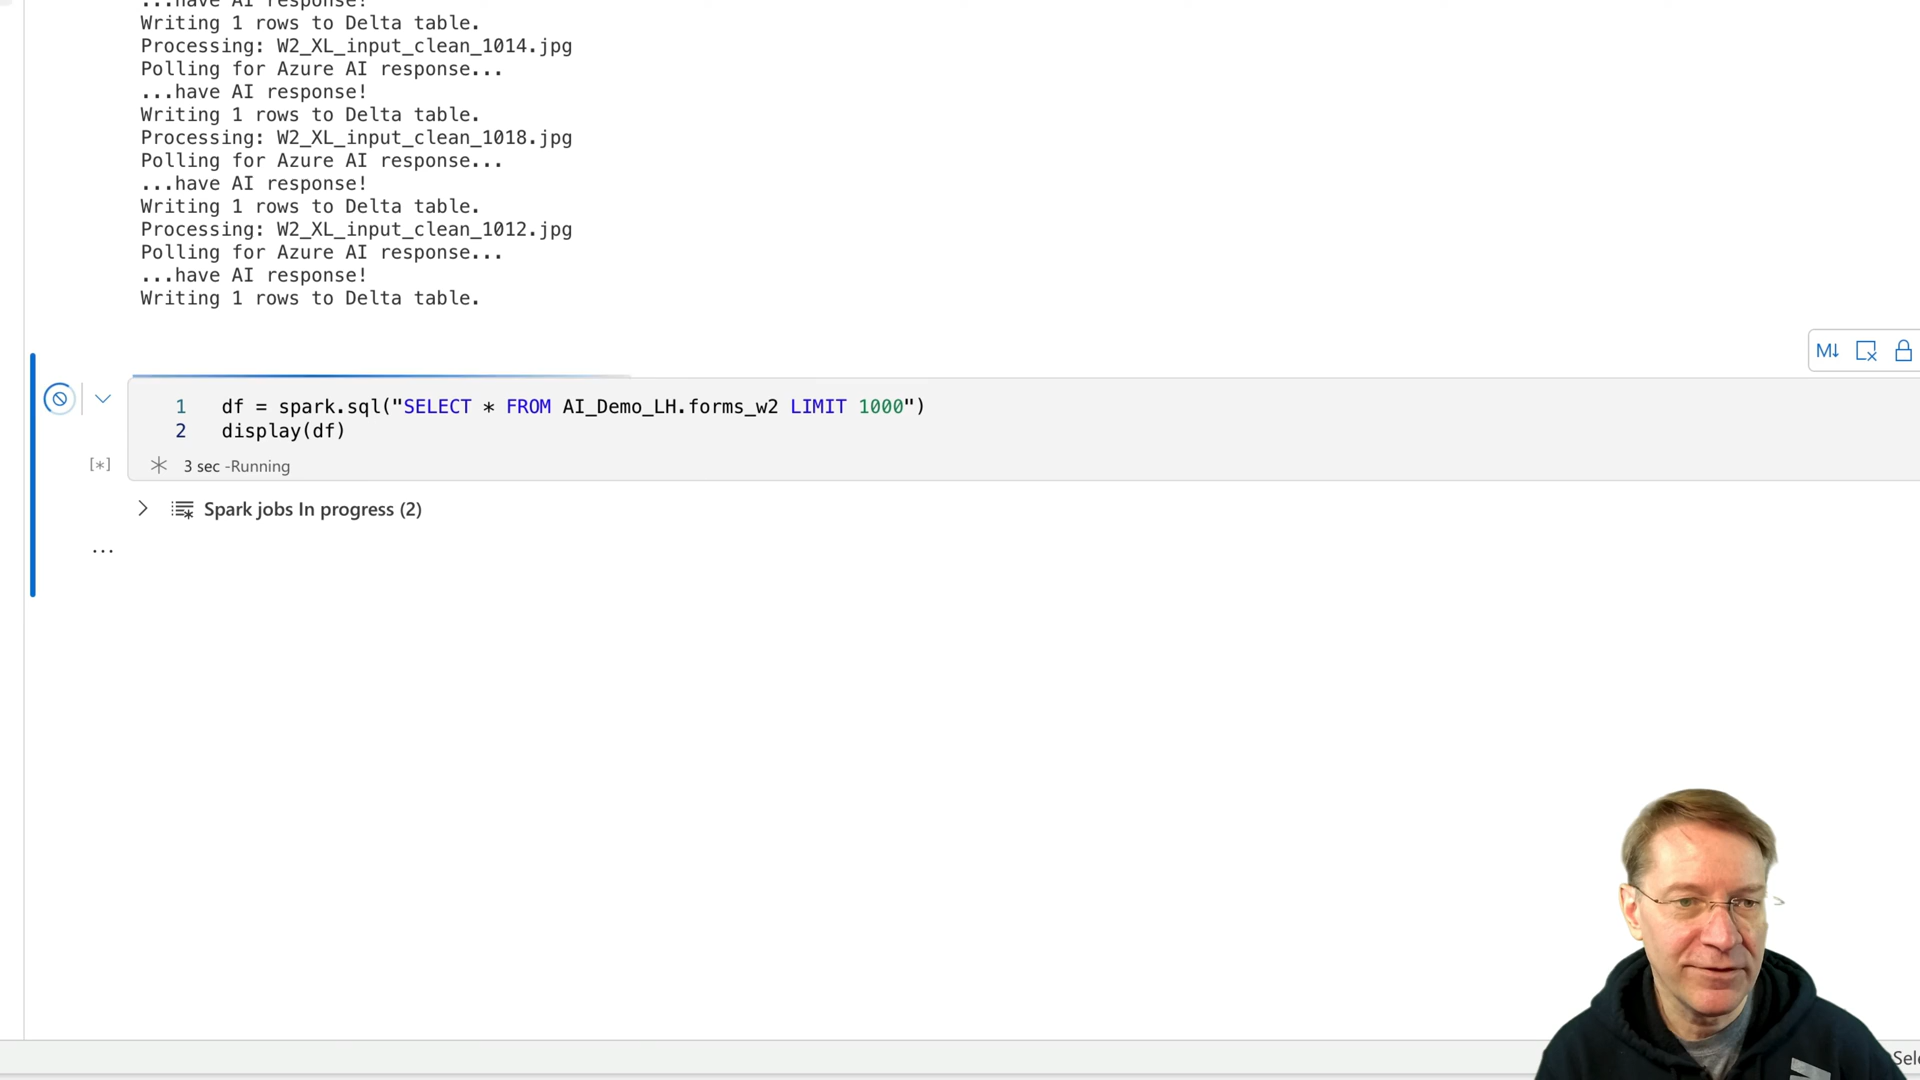 ...have AI response!
Writing 1 rows to Delta table.
Processing: W2_XL_input_clean_1014.jpg
Polling for Azure AI response...
...have AI response!
Writing 1 rows to Delta table.
Processing: W2_XL_input_clean_1018.jpg
Polling for Azure AI response...
...have AI response!
Writing 1 rows to Delta table.
Processing: W2_XL_input_clean_1012.jpg
Polling for Azure AI response...
...have AI response!
Writing 1 rows to Delta table.
M↓
1 df = spark.sql("SELECT * FROM AI_Demo_LH.forms_w2 LIMIT 1000")
2 display(df)
[*] 3 sec -Running
Spark jobs In progress (2)
...